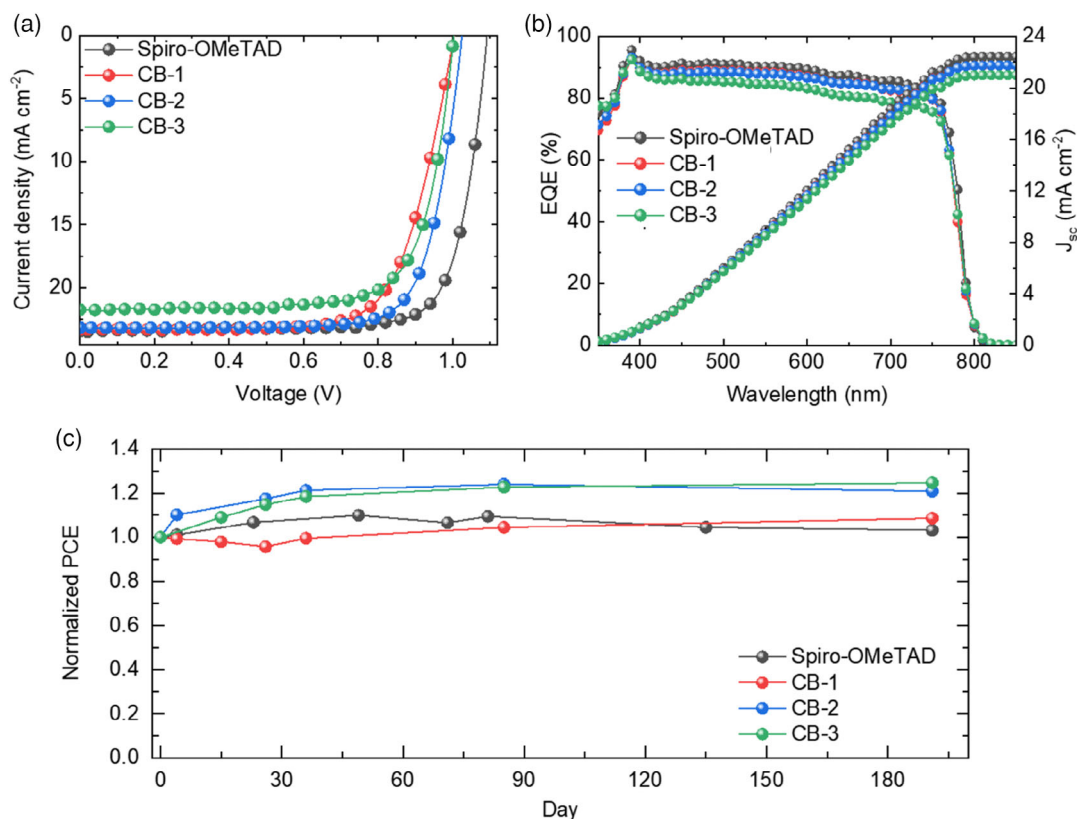 (a)
Current density (mA cm⁻²)
0
5
10
15
20
Spiro-OMeTAD
CB-1
CB-2
CB-3
0.0 0.2 0.4 0.6 0.8 1.0
Voltage (V)
(b)
EQE (%)
100
80
60
40
20
0
Spiro-OMeTAD
CB-1
CB-2
CB-3
24
20
16
12
8
4
0
J_sc (mA cm⁻²)
400 500 600 700 800
Wavelength (nm)
(c)
Normalized PCE
1.4
1.2
1.0
0.8
0.6
0.4
0.2
0.0
Spiro-OMeTAD
CB-1
CB-2
CB-3
0 30 60 90 120 150 180
Day